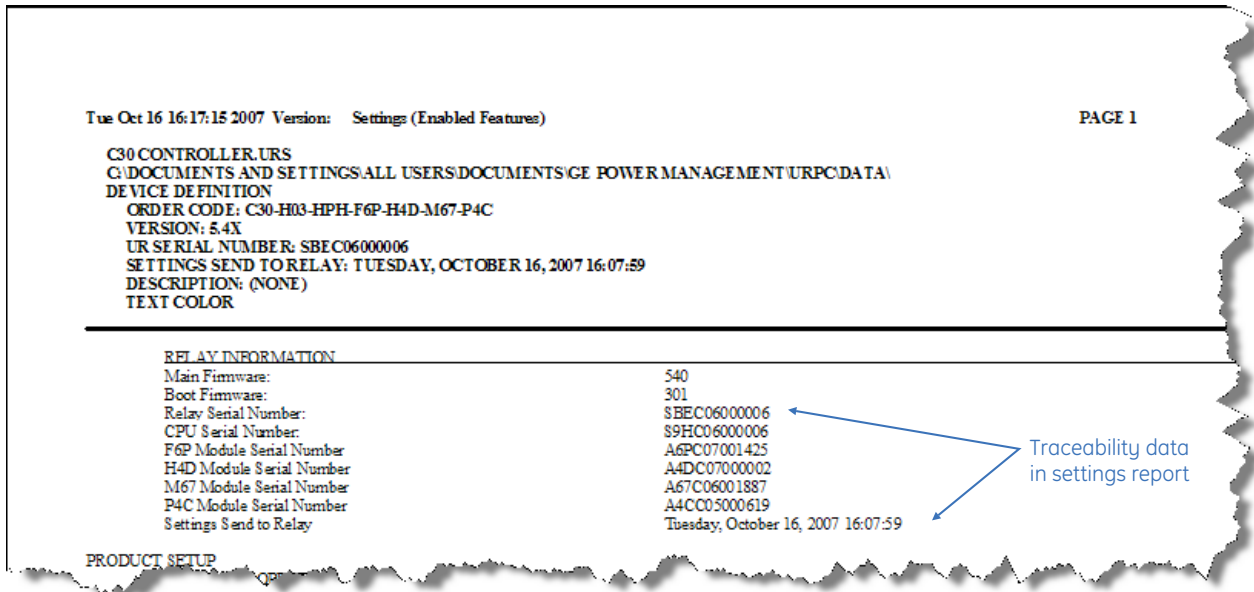 Tue Oct 16 16:17:15 2007 Version: Settings (Enabled Features) PAGE 1
C30 CONTROLLER.URS
C:\DOCUMENTS AND SETTINGS\ALL USERS\DOCUMENTS\GE POWER MANAGEMENT\URPC\DATA\
DEVICE DEFINITION
ORDER CODE: C30-H03-HPH-F6P-H4D-M67-P4C
VERSION: 5.4X
UR SERIAL NUMBER: SBEC06000006
SETTINGS SEND TO RELAY: TUESDAY, OCTOBER 16, 2007 16:07:59
DESCRIPTION: (NONE)
TEXT COLOR
RELAY INFORMATION
Main Firmware: 540
Boot Firmware: 301
Relay Serial Number: SBEC06000006
CPU Serial Number: S9HC06000006
F6P Module Serial Number A6PC07001425
H4D Module Serial Number A4DC07000002
M67 Module Serial Number A67C06001887
P4C Module Serial Number A4CC05000619
Settings Send to Relay Tuesday, October 16, 2007 16:07:59
Traceability data
in settings report
PRODUCT SETUP